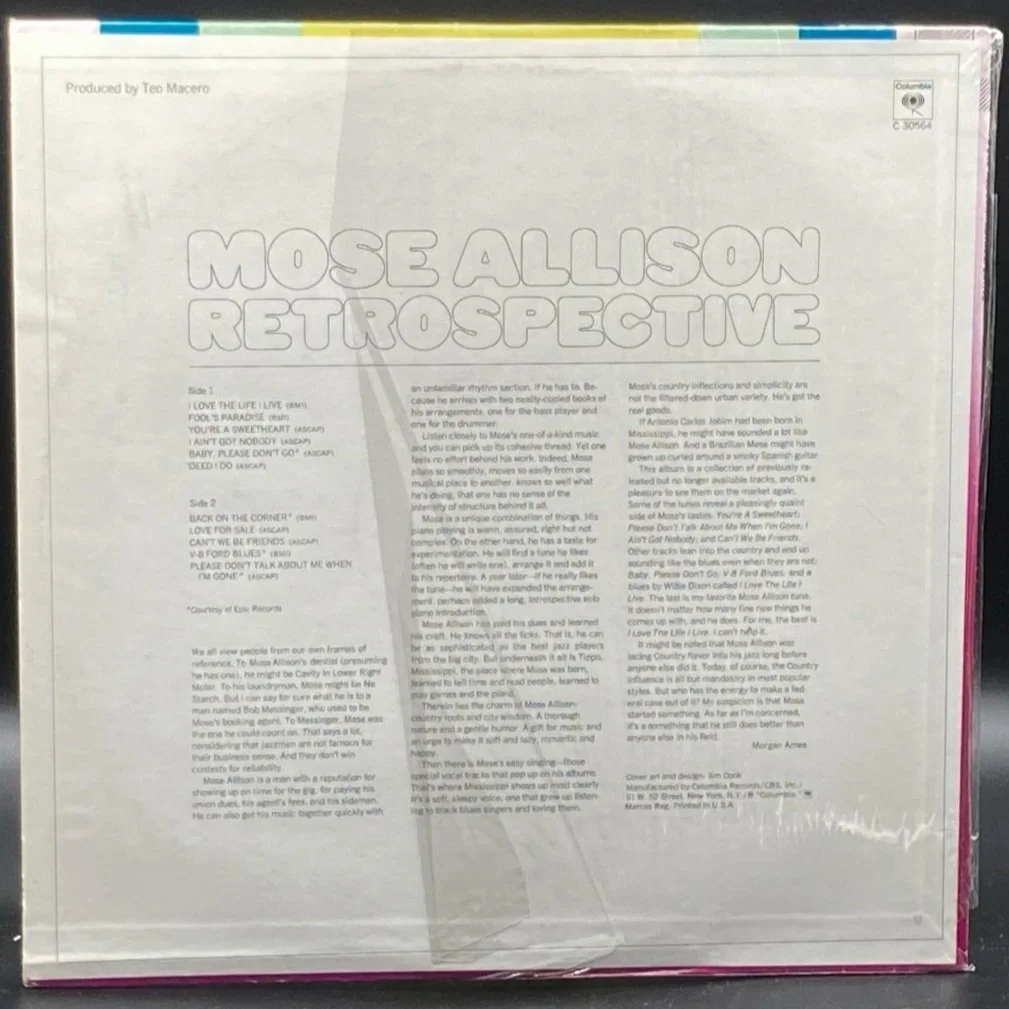 Produced by Teo Macero
Columbia
C 30564
MOSE ALLISON
RETROSPECTIVE
Side 1
I LOVE THE LIFE I LIVE (BMI)
FOOL'S PARADISE (BMI)
YOU'RE A SWEETHEART (ASCAP)
I AIN'T GOT NOBODY (ASCAP)
BABY, PLEASE DON'T GO* (ASCAP)
'DEED I DO (ASCAP)
Side 2
BACK ON THE CORNER* (BMI)
LOVE FOR SALE (ASCAP)
CAN'T WE BE FRIENDS (ASCAP)
V-8 FORD BLUES* (BMI)
PLEASE DON'T TALK ABOUT ME WHEN
I'M GONE* (ASCAP)
*Courtesy of Epic Records
We all view people from our own frames of
reference. To Mose Allison's dentist (presuming
he has one), he might be Cavity in Lower Right
Molar. To his laundryman, Mose might be No
Starch. But I can say for sure what he is to a
man named Bob Messinger, who used to be
Mose's booking agent. To Messinger, Mose was
the one he could count on. That says a lot,
considering that jazzmen are not famous for
their business sense. And they don't win
contests for reliability.
Mose Allison is a man with a reputation for
showing up on time for the gig, for paying his
union dues, his agent's fees, and his sidemen.
He can also get his music together quickly with
an unfamiliar rhythm section. If he has to. Be-
cause he arrives with two neatly-copied books of
his arrangements, one for the bass player and
one for the drummer.
Listen closely to Mose's one-of-a-kind music
and you can pick up its cohesive thread. Yet one
feels no effort behind his work. Indeed, Mose
plays so smoothly, moves so easily from one
musical place to another, knows so well what
he's doing, that one has no sense of the
intensity of structure behind it all.
Mose is a unique combination of things. His
piano playing is warm, assured, right but not
complex. On the other hand, he has a taste for
experimentation. He will find a tune he likes
(often he will write one), arrange it and add it
to his repertoire. A year later—if he really likes
the tune—he will have expanded the arrange-
ment, perhaps added a long, introspective solo
piano introduction.
Mose Allison has paid his dues and learned
his craft. He knows all the licks. That is, he can
be as sophisticated as the best jazz players
from the big city. But underneath it all is Tippo,
Mississippi, the place where Mose was born,
learned to tell time and read people, learned to
play games and the piano.
Therein lies the charm of Mose Allison:
country roots and city wisdom. A thorough
nature and a gentle humor. A gift for music and
an urge to make it soft and lazy, romantic and
happy.
Then there is Mose's easy singing—those
special vocal tracks that pop up on his albums.
That's where Mississippi shows up most clearly.
It's a soft, sleepy voice, one that grew up listen-
ing to black blues singers and loving them.
Mose's country inflections and simplicity are
not the filtered-down urban variety. He's got the
real goods.
If Antonio Carlos Jobim had been born in
Mississippi, he might have sounded a lot like
Mose Allison. And a Brazilian Mose might have
grown up curled around a smoky Spanish guitar.
This album is a collection of previously re-
leased but no longer available tracks, and it's a
pleasure to see them on the market again.
Some of the tunes reveal a pleasingly quaint
side of Mose's tastes: You're A Sweetheart;
Please Don't Talk About Me When I'm Gone; I
Ain't Got Nobody; and Can't We Be Friends.
Other tracks lean into the country and end up
sounding like the blues even when they are not:
Baby, Please Don't Go, V-8 Ford Blues, and a
blues by Willie Dixon called I Love The Life I
Live. The last is my favorite Mose Allison tune.
It doesn't matter how many fine new things he
comes up with, and he does. For me, the best is
I Love The Life I Live. I can't help it.
It might be noted that Mose Allison was
lacing Country flavor into his jazz long before
anyone else did it. Today, of course, the Country
influence is all but mandatory in most popular
styles. But who has the energy to make a fed-
eral case out of it? My suspicion is that Mose
started something. As far as I'm concerned,
it's a something that he still does better than
anyone else in his field.
Morgan Ames
Cover art and design: Jim Cook
Manufactured by Columbia Records/CBS, Inc. /
51 W. 52 Street, New York, N.Y. / ® "Columbia,"
Marcas Reg. Printed in U.S.A.